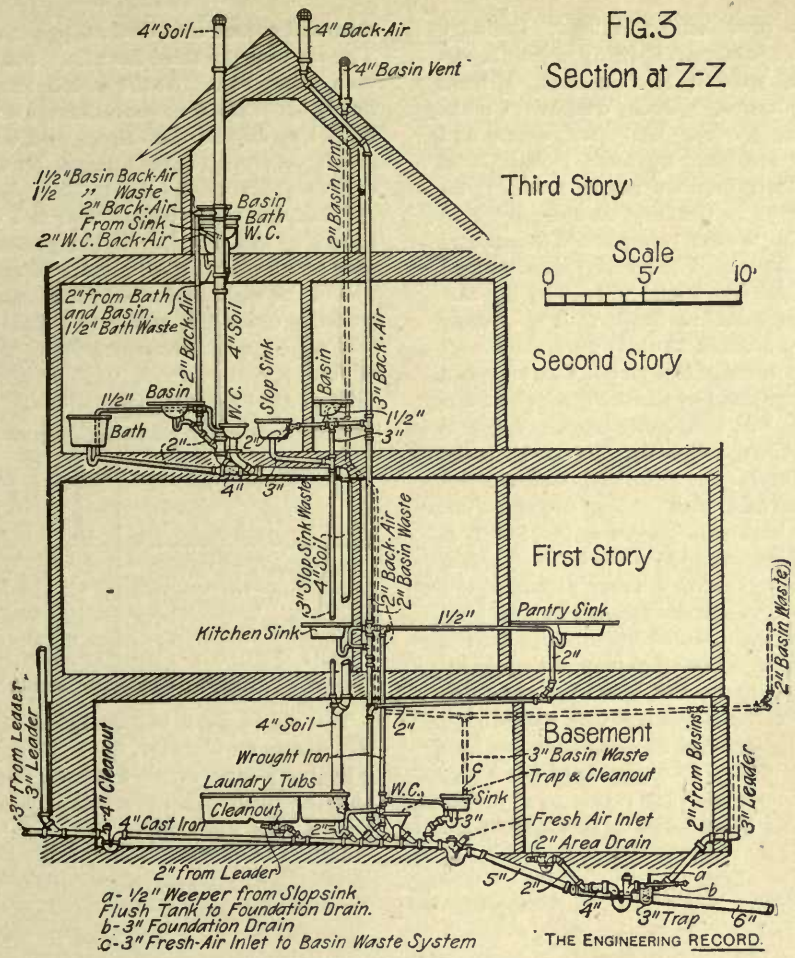 FIG.3
Section at Z-Z
4" Soil
4" Back-Air
4" Basin Vent
2" Basin Vent
1½" Basin Back-Air
1½ " Waste
2" Back-Air
From Sink
2" W.C. Back-Air
Basin
Bath
W.C.
Third Story
Scale
0 5' 10'
2" from Bath
and Basin.
1½" Bath Waste
2" Back-Air
4" Soil
3" Back-Air
Second Story
1½"
Basin
W.C.
Slop Sink
Basin
1½"
Bath
2"
2"
3"
4"
3"
3" Slop Sink Waste
4" Soil
2" Back-Air
2" Basin Waste
First Story
Kitchen Sink
1½"
Pantry Sink
2"
2" Basin Waste
3" from Leader
3" Leader
4" Cleanout
4" Soil
2"
Basement
Wrought Iron
3" Basin Waste
c
Trap & Cleanout
2" from Basins
3" Leader
Laundry Tubs
W.C.
Sink
Cleanout
4" Cast Iron
2"
3"
Fresh Air Inlet
2" Area Drain
2" from Leader
5"
2"
4"
a
b
3" Trap
6"
a- ½" Weeper from Slopsink
Flush Tank to Foundation Drain.
b- 3" Foundation Drain
c- 3" Fresh-Air Inlet to Basin Waste System
THE ENGINEERING RECORD.